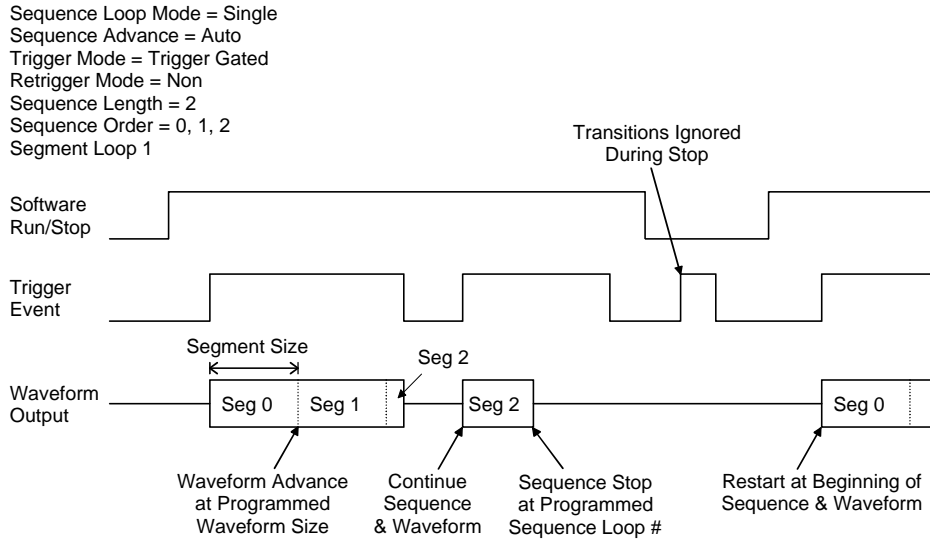 Sequence Loop Mode = Single
Sequence Advance = Auto
Trigger Mode = Trigger Gated
Retrigger Mode = Non
Sequence Length = 2
Sequence Order = 0, 1, 2
Segment Loop 1
Transitions Ignored
During Stop
Software
Run/Stop
Trigger
Event
Segment Size
Seg 2
Waveform
Output
Seg 0
Seg 1
Seg 2
Seg 0
Waveform Advance
at Programmed
Waveform Size
Continue
Sequence
& Waveform
Sequence Stop
at Programmed
Sequence Loop #
Restart at Beginning of
Sequence & Waveform